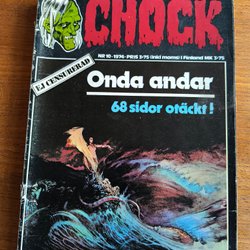 CHOCK
NR 10 • 1974 • PRIS 3:75 (inkl moms) I Finland MK 3:75
EJ CENSURERAD
Onda andar
68 sidor otäckt!